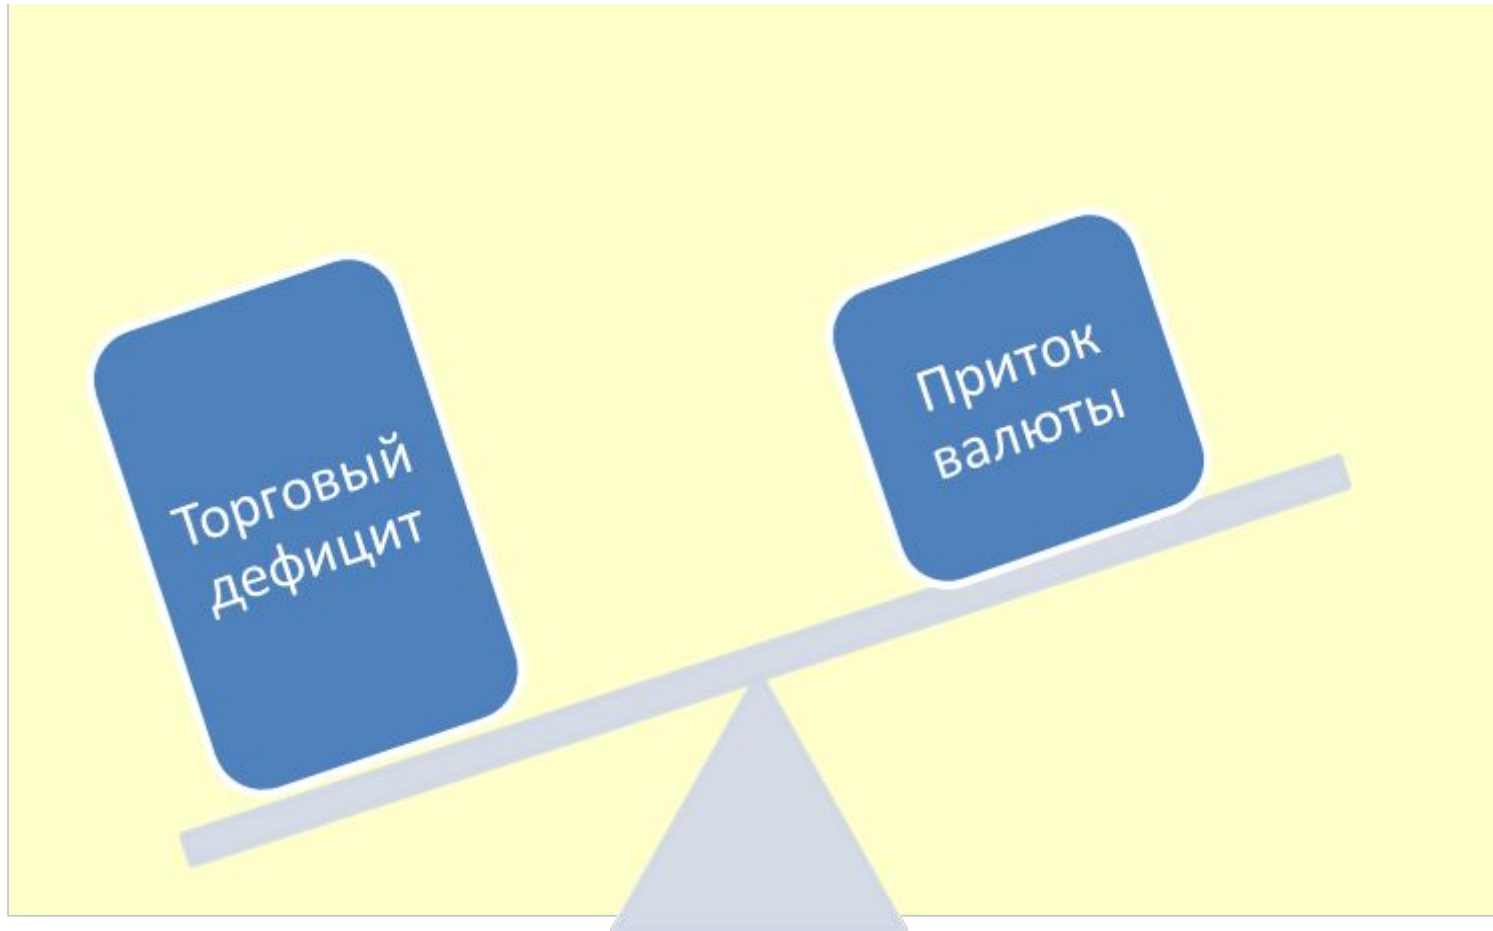 Торговый
дефицит
Приток
валюты